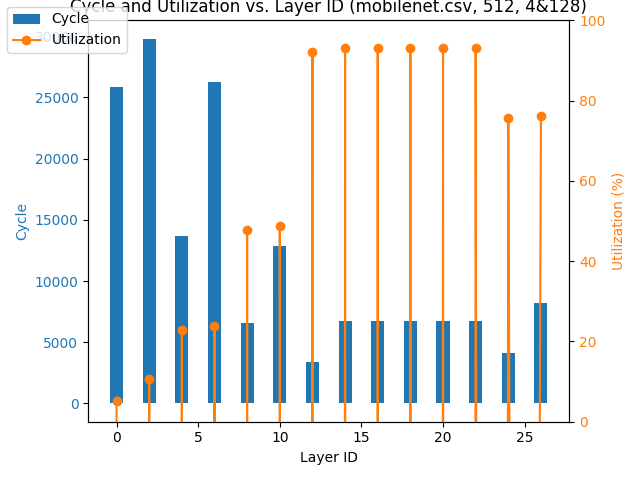 Cycle and Utilization vs. Layer ID (mobilenet.csv, 512, 4&128)
Cycle
Utilization
30000
25000
20000
15000
10000
5000
0
Cycle
100
80
60
40
20
0
Utilization (%)
0 5 10 15 20 25
Layer ID